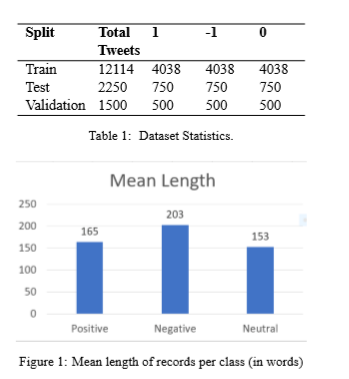 Split Total 1 -1 0
Tweets
Train 12114 4038 4038 4038
Test 2250 750 750 750
Validation 1500 500 500 500
Table 1: Dataset Statistics.
Mean Length
250
200
150
100
50
0
165
203
153
Positive Negative Neutral
Figure 1: Mean length of records per class (in words)